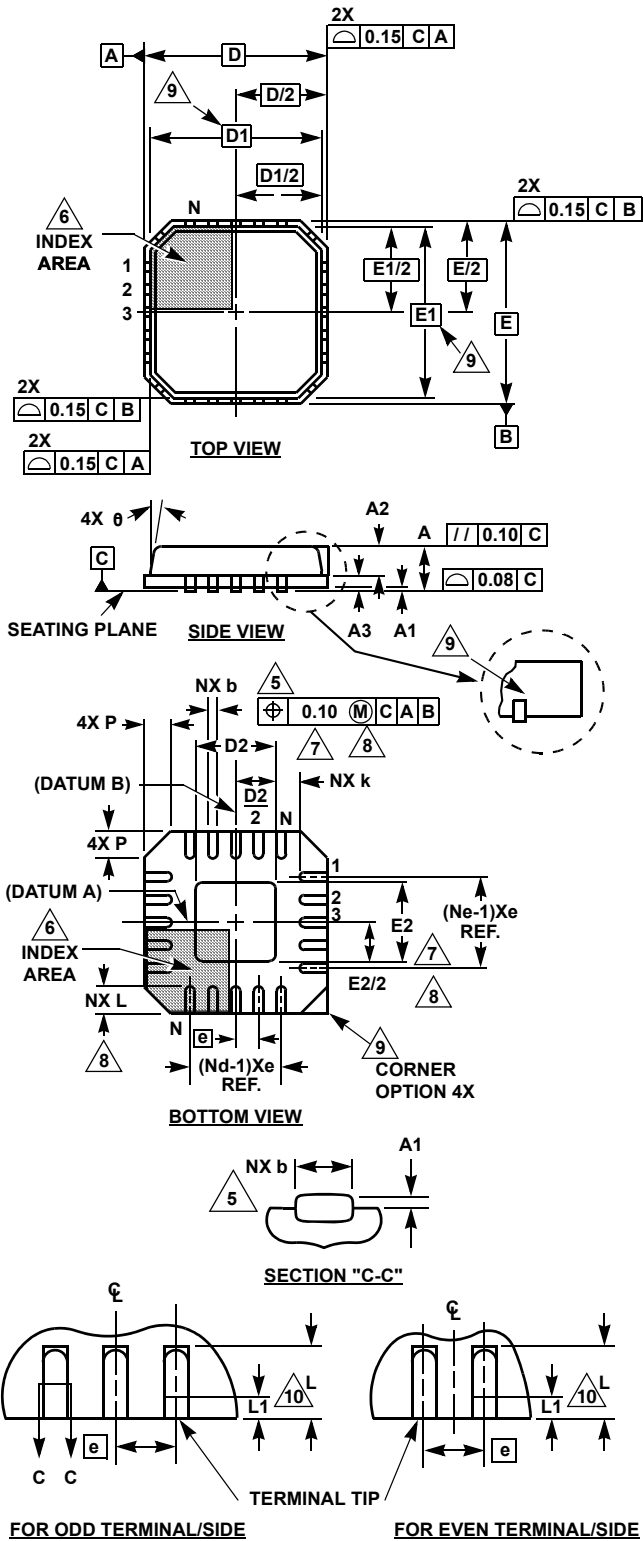 2X
⌓ 0.15 C A
A D
D/2
9
D1
D1/2
2X
⌓ 0.15 C B
6
INDEX
AREA
N
1
2
3
E1/2 E/2
E1 E
9
2X
⌓ 0.15 C B
2X
⌓ 0.15 C A
B
TOP VIEW
4X θ
A2
A // 0.10 C
C
⌓ 0.08 C
SEATING PLANE
SIDE VIEW
A3 A1
9
NX b
5
⌖ 0.10 Ⓜ C A B
4X P
D2
7 8
(DATUM B)
D2
2
NX k
N
4X P
1
2
3
(DATUM A)
6
INDEX
AREA
E2
(Ne-1)Xe
REF.
7
E2/2
8
NX L
8
N
e
(Nd-1)Xe
REF.
9
CORNER
OPTION 4X
BOTTOM VIEW
NX b
A1
5
SECTION "C-C"
℄
L
10
L1
e
C C
℄
L
10
L1
e
TERMINAL TIP
FOR ODD TERMINAL/SIDE
FOR EVEN TERMINAL/SIDE